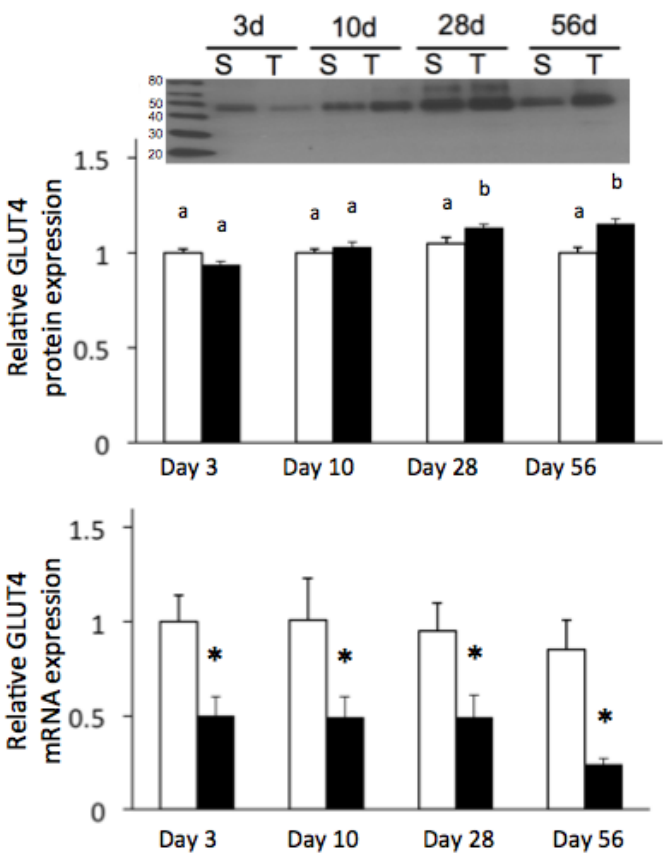 3d 10d 28d 56d
S T S T S T S T
80
50
40
30
20
Relative GLUT4
protein expression
1.5
1
0.5
0
a a a a a b a b
Day 3 Day 10 Day 28 Day 56
Relative GLUT4
mRNA expression
1.5
1
0.5
0
* * * *
Day 3 Day 10 Day 28 Day 56